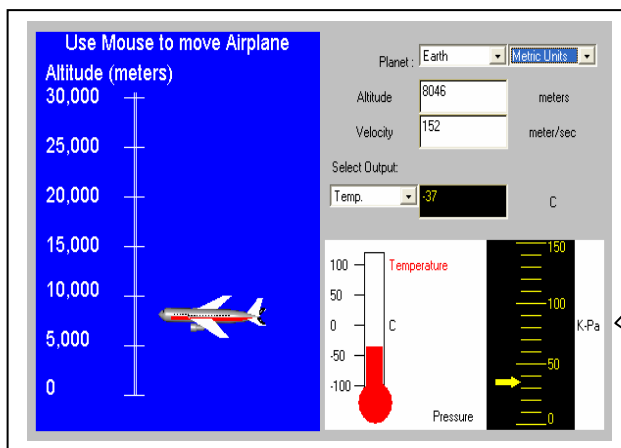 Use Mouse to move Airplane
Altitude (meters)
30,000
25,000
20,000
15,000
10,000
5,000
0
Planet : Earth Metric Units
Altitude 8046 meters
Velocity 152 meter/sec
Select Output:
Temp. -37 C
100 Temperature
50
0 C
-50
-100
Pressure
150
100
K-Pa
50
0